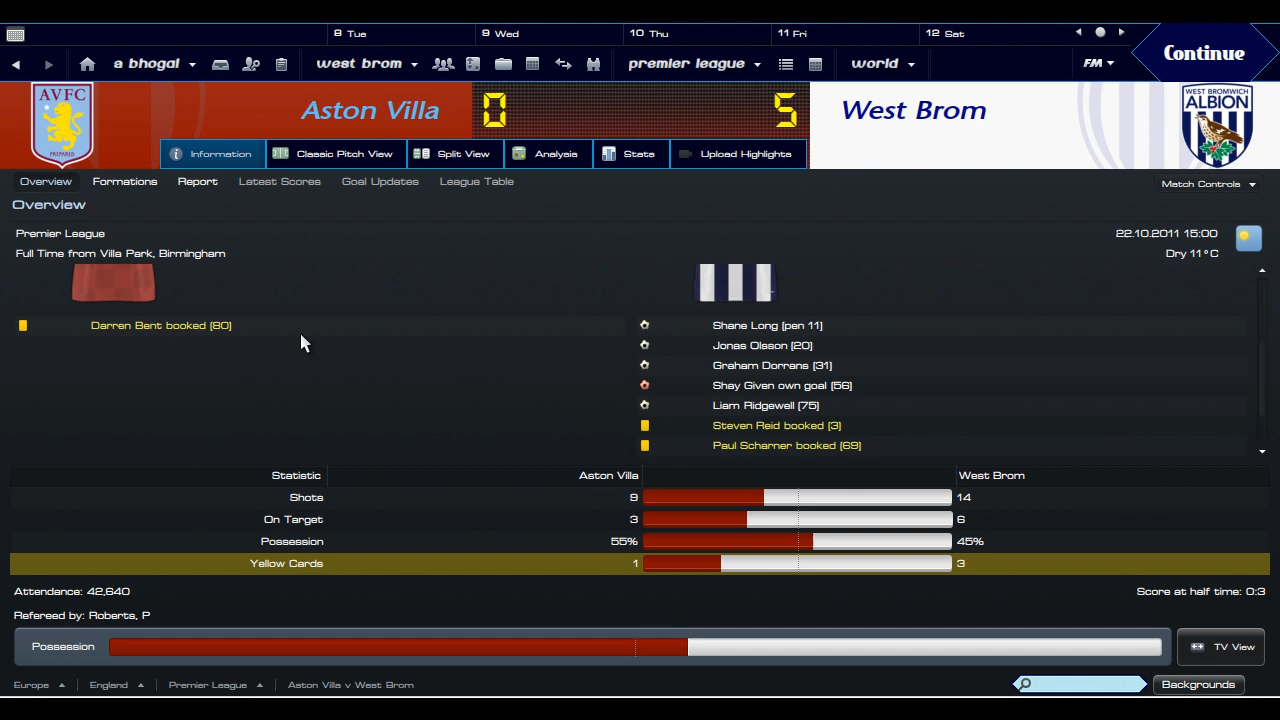 8 Tue 9 Wed 10 Thu 11 Fri 12 Sat
a bhogal west brom premier league world FM Continue
AVFC PREPARED Aston Villa 0 5 West Brom WEST BROMWICH ALBION
Information Classic Pitch View Split View Analysis Stats Upload Highlights
Overview Formations Report Latest Scores Goal Updates League Table Match Controls
Overview
Premier League 22.10.2011 15:00
Full Time from Villa Park, Birmingham Dry 11°C
Darren Bent booked (80) Shane Long (pen 11)
Jonas Olsson (20)
Graham Dorrans (31)
Shay Given own goal (56)
Liam Ridgewell (75)
Steven Reid booked (3)
Paul Scharner booked (69)
Statistic Aston Villa West Brom
Shots 9 14
On Target 3 6
Possession 55% 45%
Yellow Cards 1 3
Attendance: 42,640 Score at half time: 0:3
Refereed by: Roberts, P
Possession TV View
Europe England Premier League Aston Villa v West Brom Backgrounds